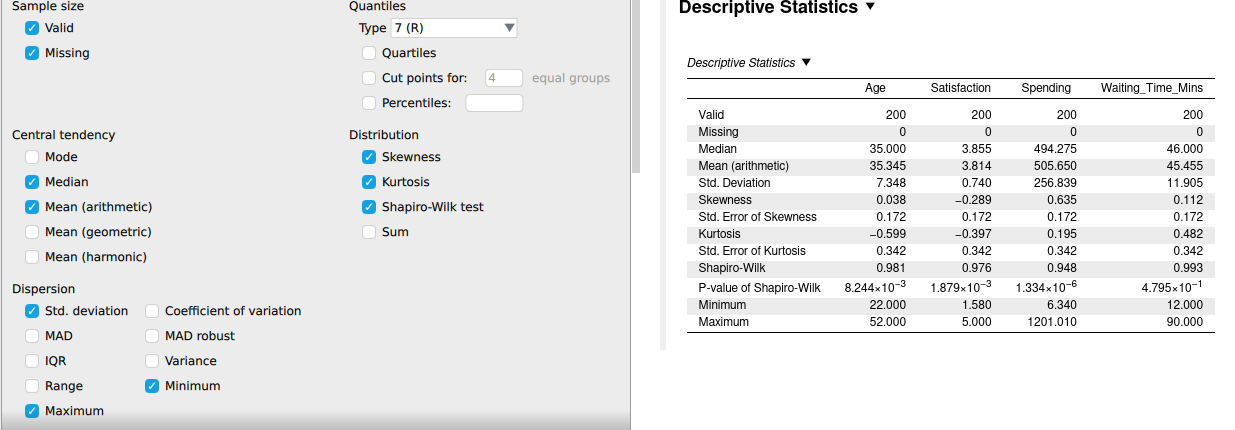 Sample size
Valid
Missing
Quantiles
Type 7 (R)
Quartiles
Cut points for: 4 equal groups
Percentiles:
Central tendency
Mode
Median
Mean (arithmetic)
Mean (geometric)
Mean (harmonic)
Distribution
Skewness
Kurtosis
Shapiro-Wilk test
Sum
Dispersion
Std. deviation Coefficient of variation
MAD MAD robust
IQR Variance
Range Minimum
Maximum
Descriptive Statistics ▼
Descriptive Statistics ▼
Age Satisfaction Spending Waiting_Time_Mins
Valid 200 200 200 200
Missing 0 0 0 0
Median 35.000 3.855 494.275 46.000
Mean (arithmetic) 35.345 3.814 505.650 45.455
Std. Deviation 7.348 0.740 256.839 11.905
Skewness 0.038 −0.289 0.635 0.112
Std. Error of Skewness 0.172 0.172 0.172 0.172
Kurtosis −0.599 −0.397 0.195 0.482
Std. Error of Kurtosis 0.342 0.342 0.342 0.342
Shapiro-Wilk 0.981 0.976 0.948 0.993
P-value of Shapiro-Wilk 8.244×10⁻³ 1.879×10⁻³ 1.334×10⁻⁶ 4.795×10⁻¹
Minimum 22.000 1.580 6.340 12.000
Maximum 52.000 5.000 1201.010 90.000